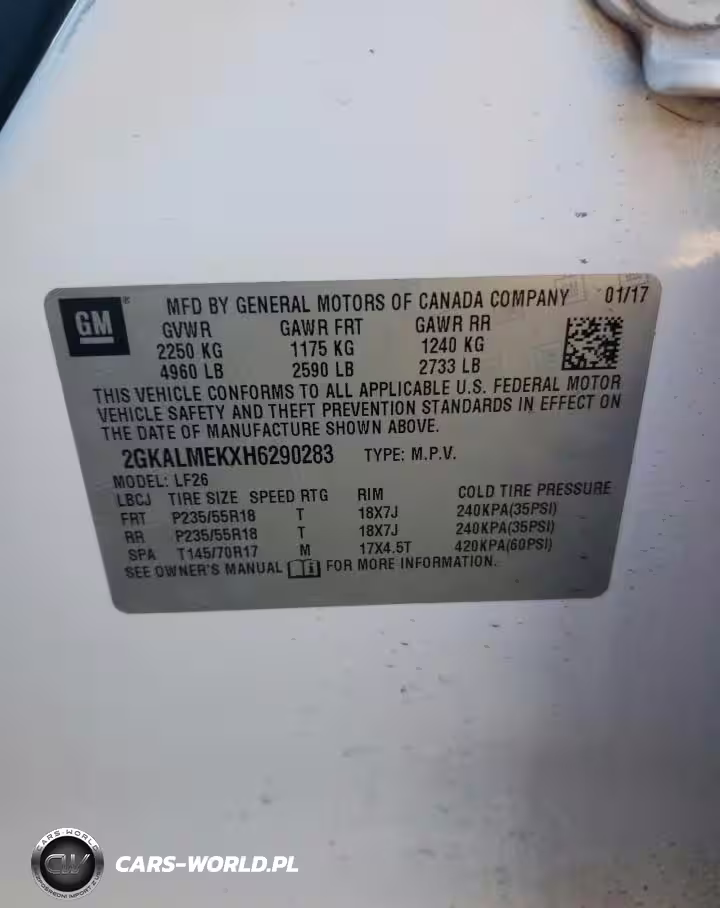 GM ® MFD BY GENERAL MOTORS OF CANADA COMPANY 01/17
GVWR GAWR FRT GAWR RR
2250 KG 1175 KG 1240 KG
4960 LB 2590 LB 2733 LB
THIS VEHICLE CONFORMS TO ALL APPLICABLE U.S. FEDERAL MOTOR
VEHICLE SAFETY AND THEFT PREVENTION STANDARDS IN EFFECT ON
THE DATE OF MANUFACTURE SHOWN ABOVE.
2GKALMEKXH6290283 TYPE: M.P.V.
MODEL: LF26
LBCJ TIRE SIZE SPEED RTG RIM COLD TIRE PRESSURE
FRT P235/55R18 T 18X7J 240KPA(35PSI)
RR P235/55R18 T 18X7J 240KPA(35PSI)
SPA T145/70R17 M 17X4.5T 420KPA(60PSI)
SEE OWNER'S MANUAL FOR MORE INFORMATION.
CARS-WORLD
CW
CARS-WORLD.PL